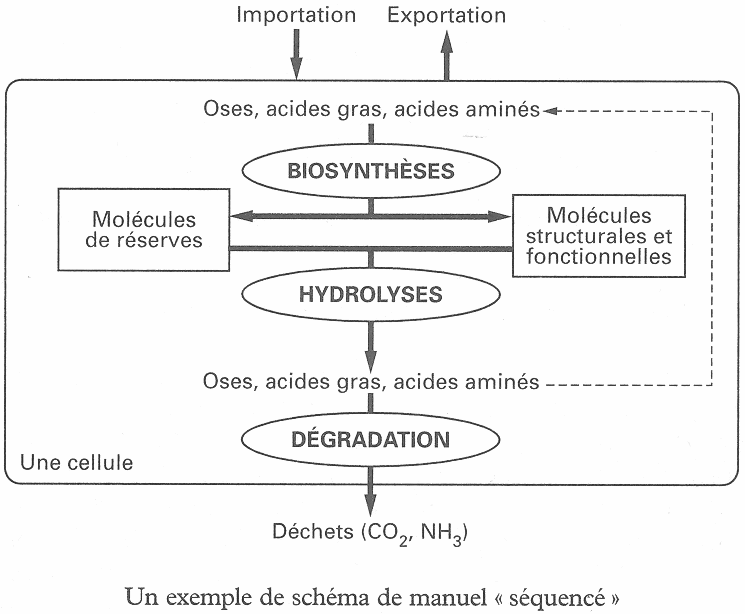 Importation Exportation
Oses, acides gras, acides aminés
BIOSYNTHÈSES
Molécules
de réserves
Molécules
structurales et
fonctionnelles
HYDROLYSES
Oses, acides gras, acides aminés
DÉGRADATION
Une cellule
Déchets (CO₂, NH₃)
Un exemple de schéma de manuel « séquencé »